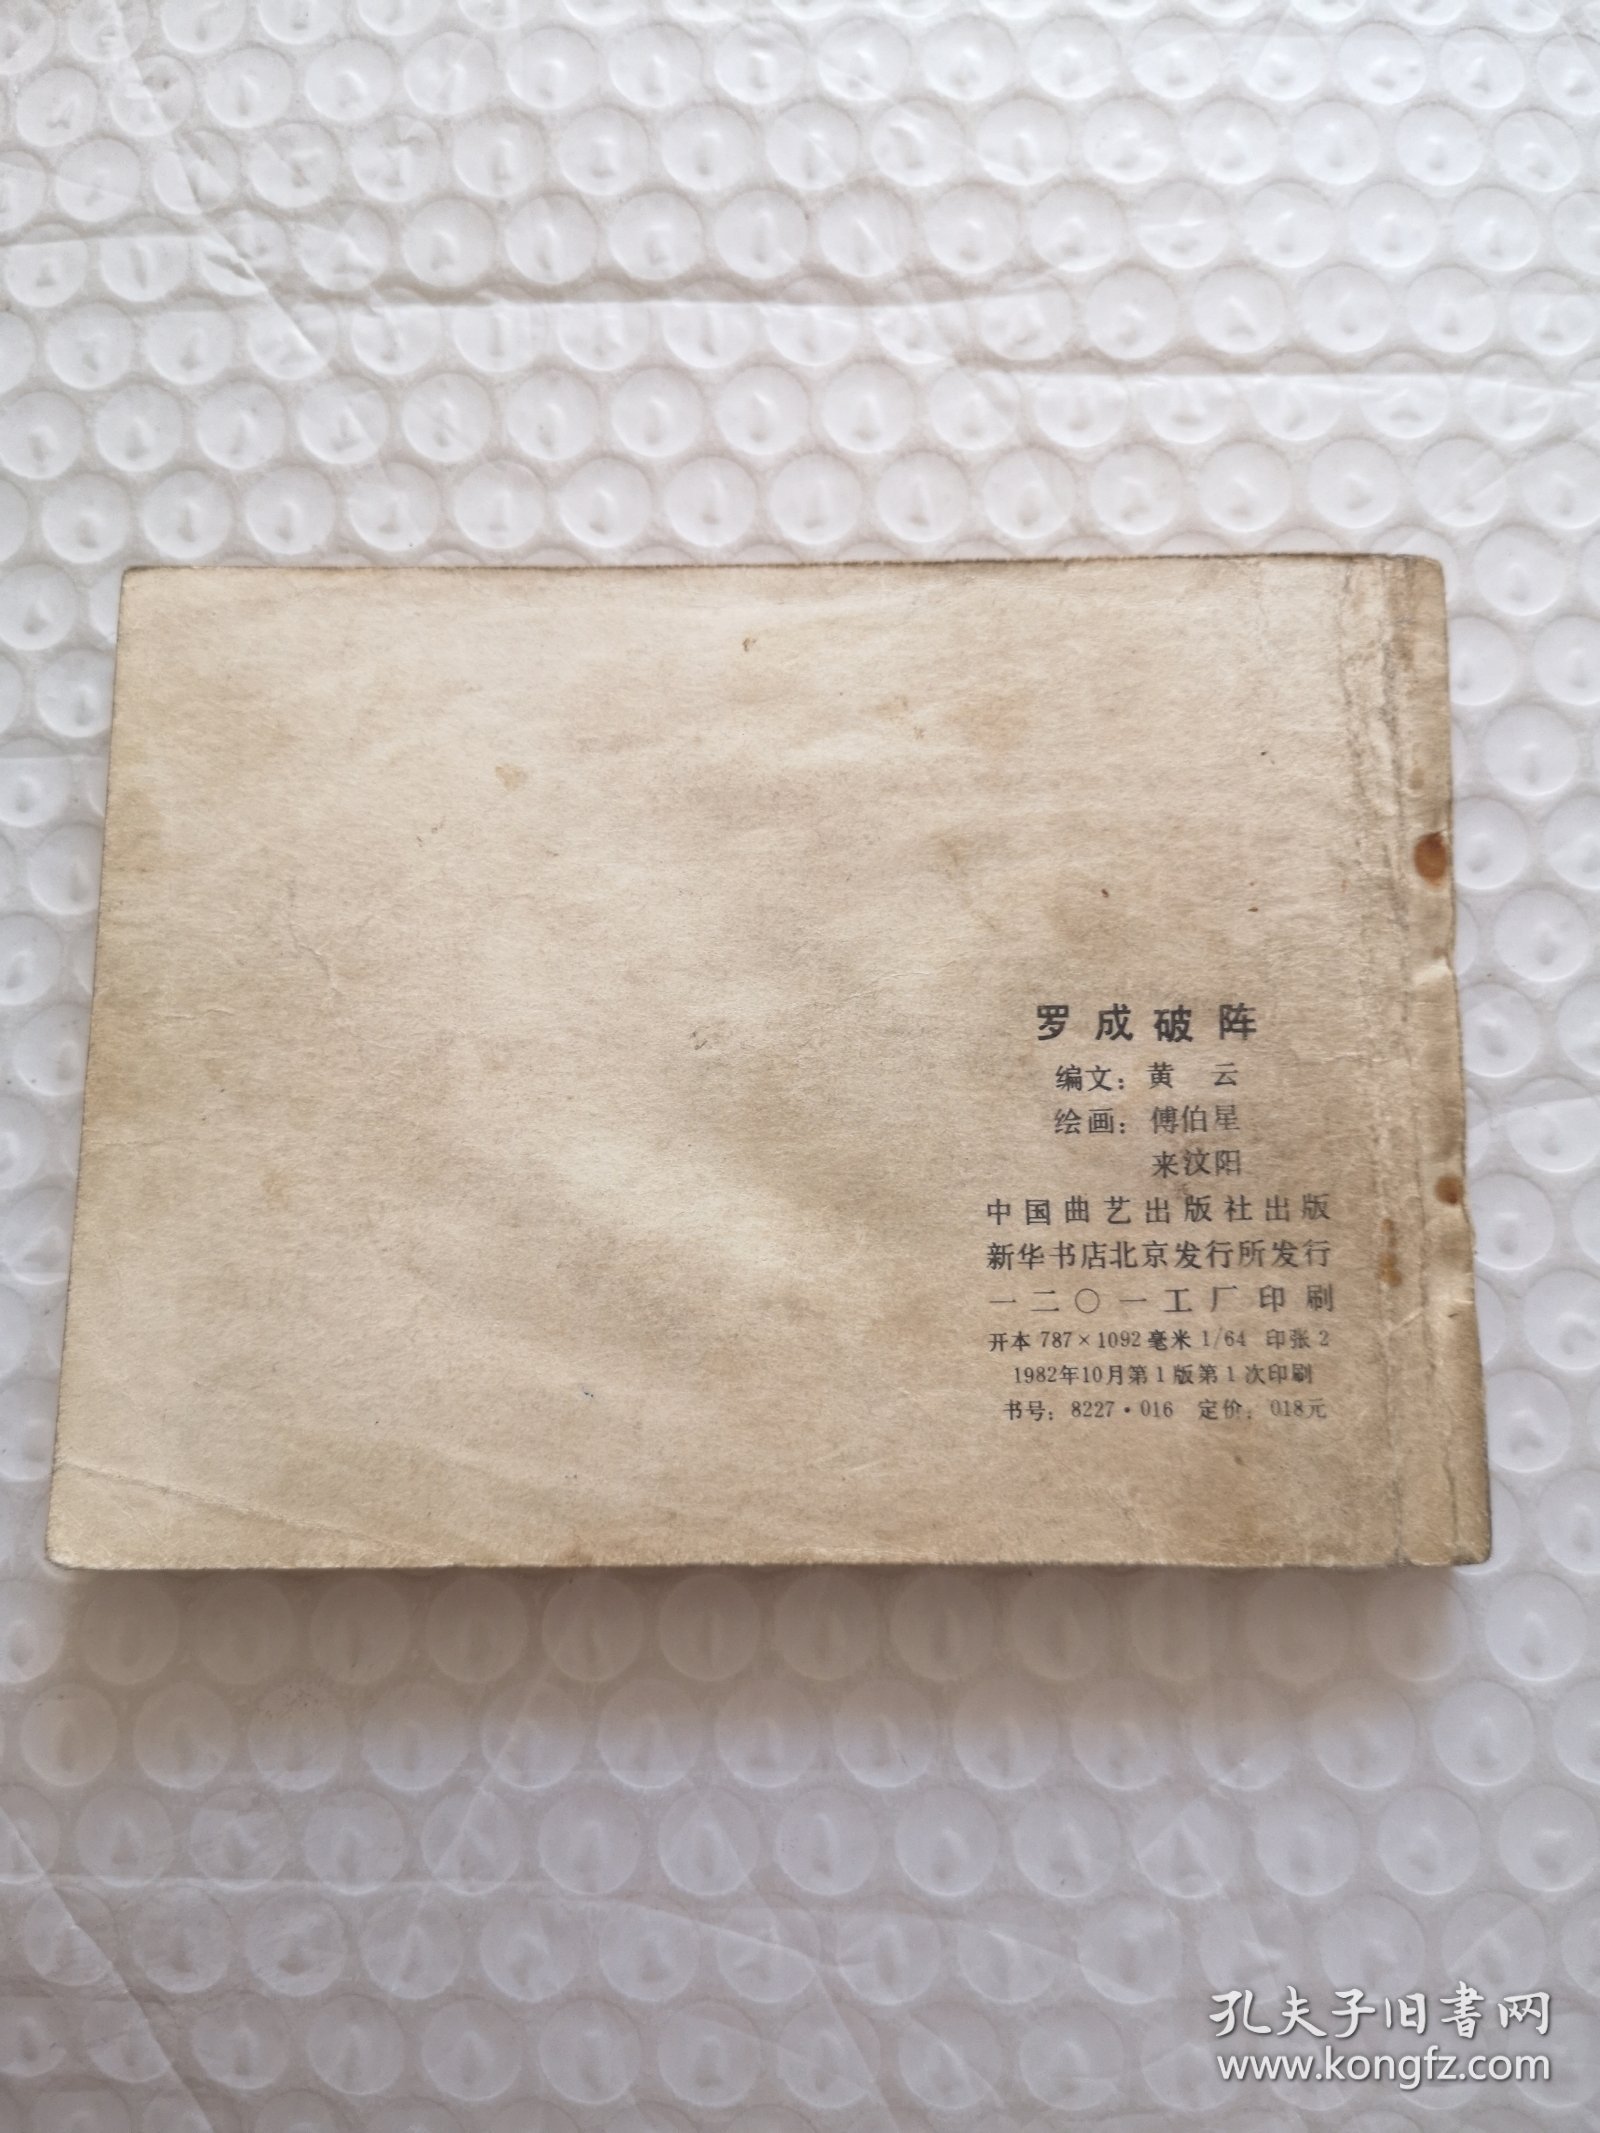 罗成破阵
编文：黄　云
绘画：傅伯星
来汶阳
中国曲艺出版社出版
新华书店北京发行所发行
一二〇一工厂印刷
开本 787×1092毫米 1/64 印张 2
1982年10月第1版第1次印刷
书号：8227·016 定价：018元
孔夫子旧書网
www.kongfz.com